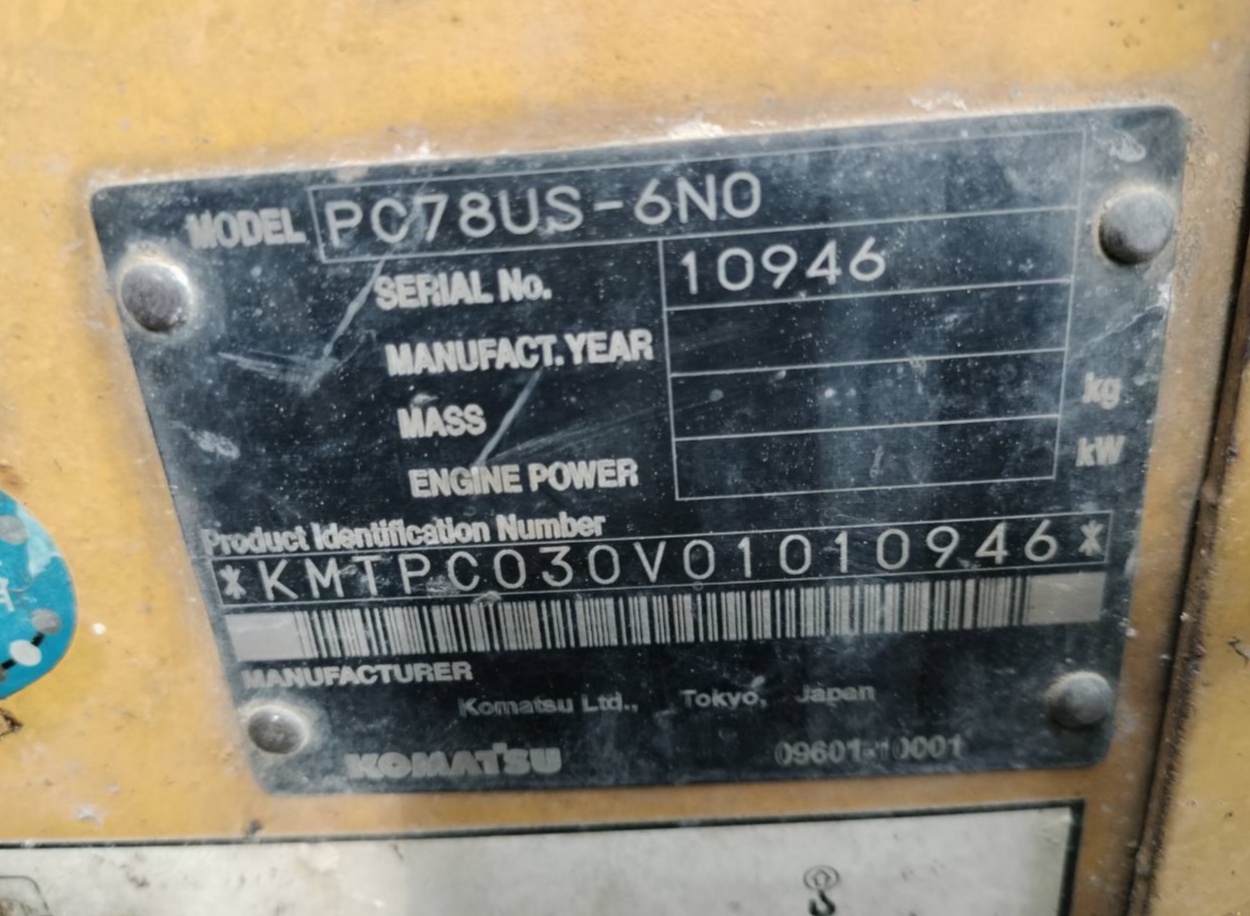 MODEL PC78US-6N0
SERIAL No. 10946
MANUFACT. YEAR
MASS kg
ENGINE POWER kW
Product Identification Number
*KMTPC030V01010946*
MANUFACTURER
Komatsu Ltd., Tokyo, Japan
KOMATSU 09601-10001